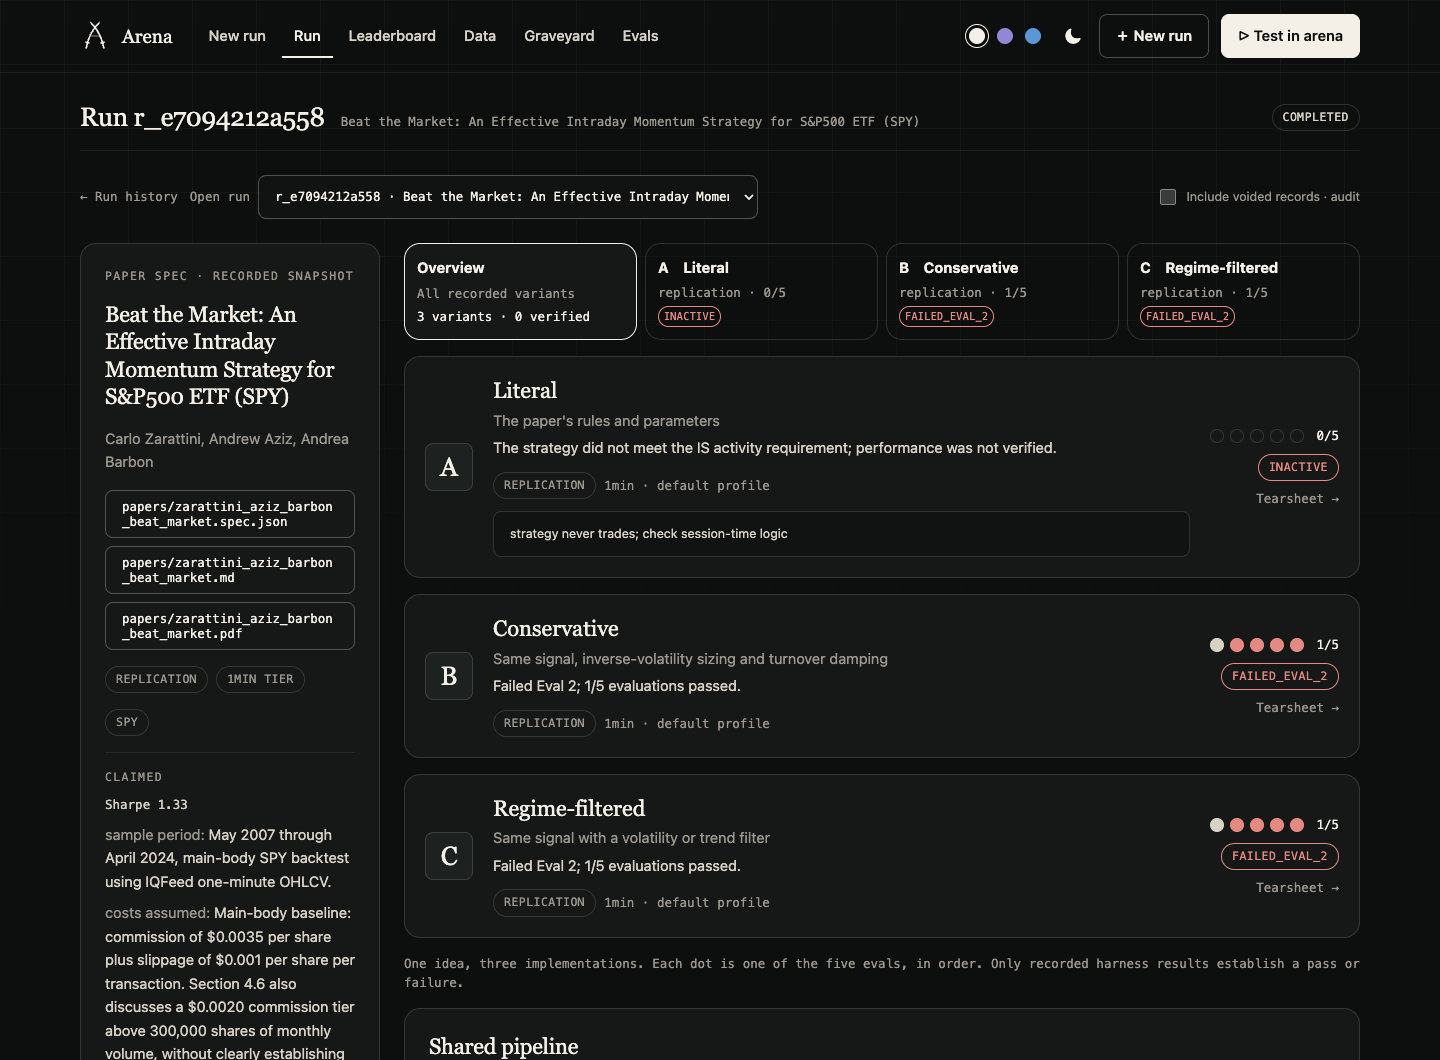 Arena
New run
Run
Leaderboard
Data
Graveyard
Evals
+ New run
Test in arena
Run r_e7094212a558
Beat the Market: An Effective Intraday Momentum Strategy for S&P500 ETF (SPY)
COMPLETED
← Run history
Open run
r_e7094212a558 · Beat the Market: An Effective Intraday Momer
Include voided records · audit
PAPER SPEC · RECORDED SNAPSHOT
Beat the Market: An
Effective Intraday
Momentum Strategy for
S&P500 ETF (SPY)
Carlo Zarattini, Andrew Aziz, Andrea
Barbon
papers/zarattini_aziz_barbon
_beat_market.spec.json
papers/zarattini_aziz_barbon
_beat_market.md
papers/zarattini_aziz_barbon
_beat_market.pdf
REPLICATION
1MIN TIER
SPY
CLAIMED
Sharpe 1.33
sample period: May 2007 through
April 2024, main-body SPY backtest
using IQFeed one-minute OHLCV.
costs assumed: Main-body baseline:
commission of $0.0035 per share
plus slippage of $0.001 per share per
transaction. Section 4.6 also
discusses a $0.0020 commission tier
above 300,000 shares of monthly
volume, without clearly establishing
Overview
All recorded variants
3 variants · 0 verified
A Literal
replication · 0/5
INACTIVE
B Conservative
replication · 1/5
FAILED_EVAL_2
C Regime-filtered
replication · 1/5
FAILED_EVAL_2
A
Literal
The paper's rules and parameters
The strategy did not meet the IS activity requirement; performance was not verified.
REPLICATION
1min · default profile
strategy never trades; check session-time logic
0/5
INACTIVE
Tearsheet →
B
Conservative
Same signal, inverse-volatility sizing and turnover damping
Failed Eval 2; 1/5 evaluations passed.
REPLICATION
1min · default profile
1/5
FAILED_EVAL_2
Tearsheet →
C
Regime-filtered
Same signal with a volatility or trend filter
Failed Eval 2; 1/5 evaluations passed.
REPLICATION
1min · default profile
1/5
FAILED_EVAL_2
Tearsheet →
One idea, three implementations. Each dot is one of the five evals, in order. Only recorded harness results establish a pass or
failure.
Shared pipeline